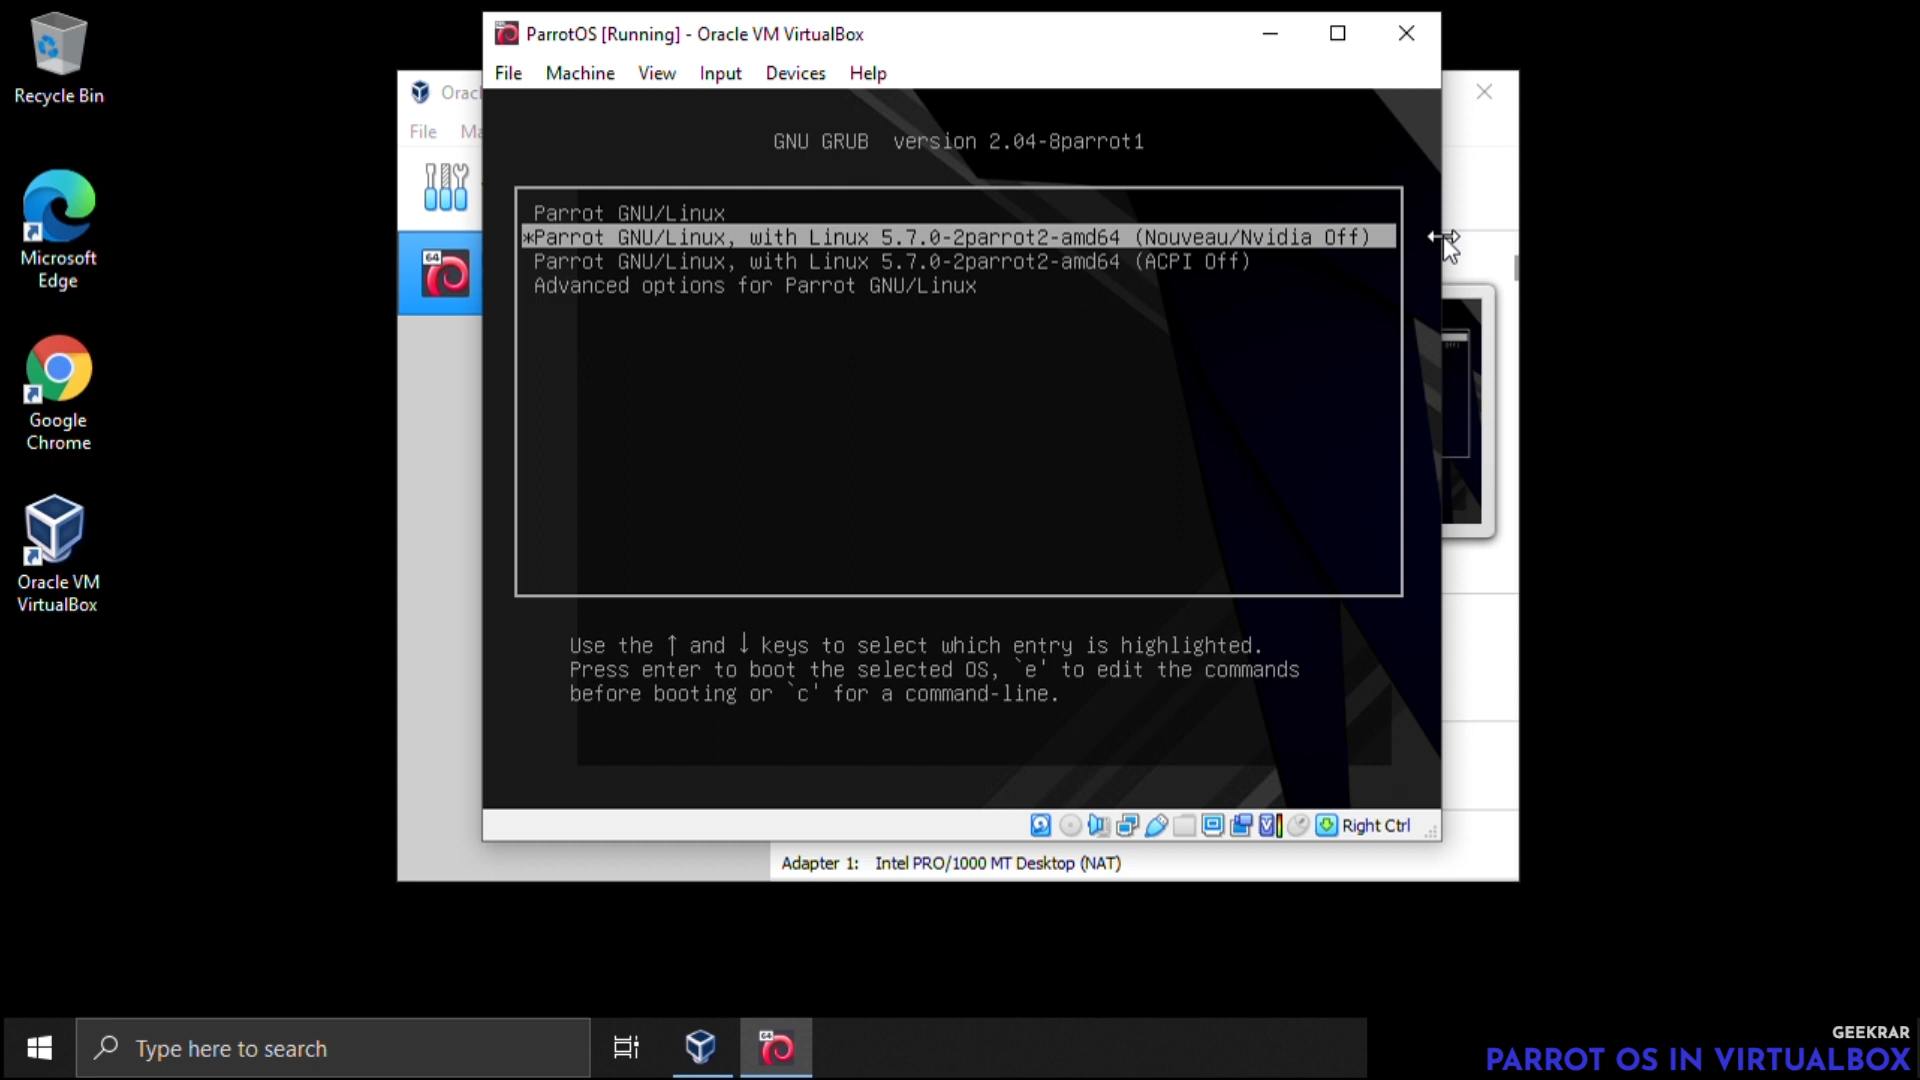 Recycle Bin
Microsoft
Edge
Google
Chrome
Oracle VM
VirtualBox
Orac
File Ma
64
ParrotOS [Running] - Oracle VM VirtualBox
File Machine View Input Devices Help
GNU GRUB version 2.04-8parrot1
Parrot GNU/Linux
*Parrot GNU/Linux, with Linux 5.7.0-2parrot2-amd64 (Nouveau/Nvidia Off)
Parrot GNU/Linux, with Linux 5.7.0-2parrot2-amd64 (ACPI Off)
Advanced options for Parrot GNU/Linux
Use the ↑ and ↓ keys to select which entry is highlighted.
Press enter to boot the selected OS, `e' to edit the commands
before booting or `c' for a command-line.
Right Ctrl
Adapter 1: Intel PRO/1000 MT Desktop (NAT)
Type here to search
64
GEEKRAR
PARROT OS IN VIRTUALBOX